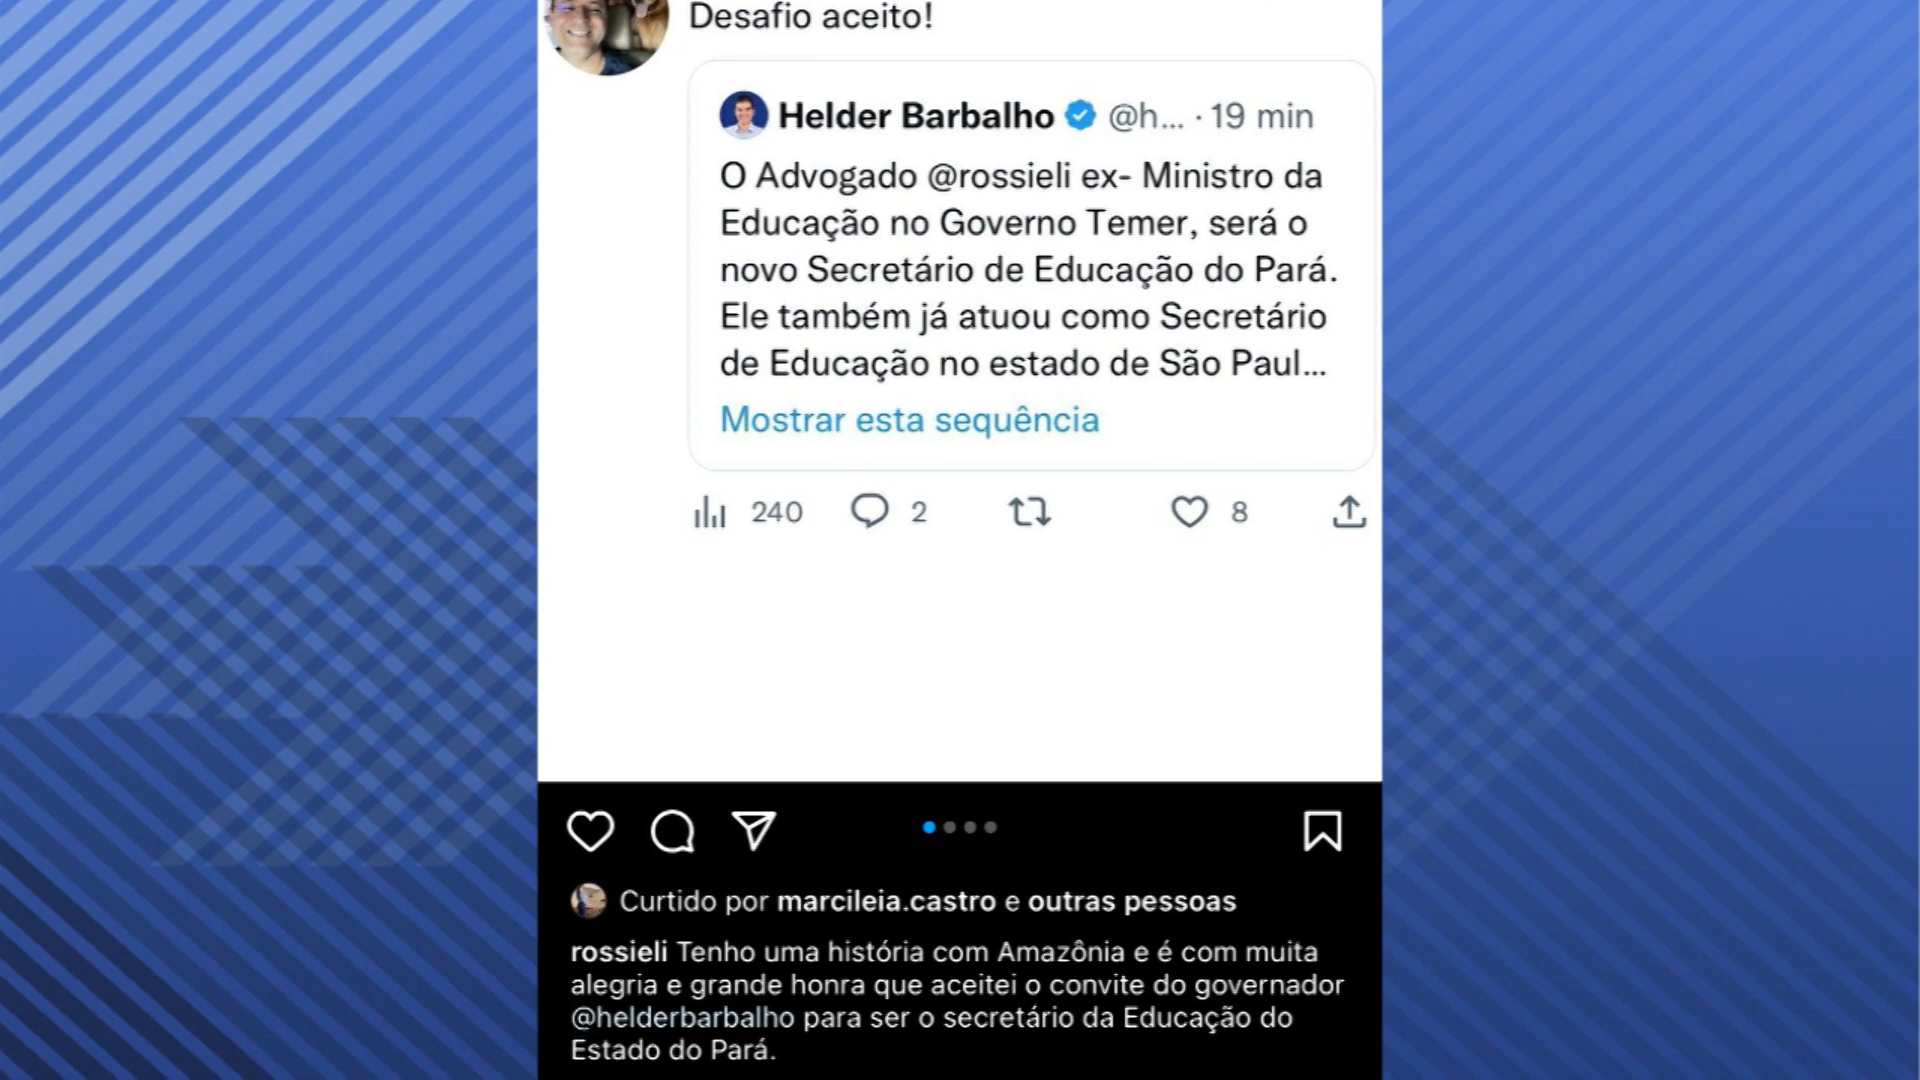 Desafio aceito!
Helder Barbalho @h... · 19 min
O Advogado @rossieli ex- Ministro da
Educação no Governo Temer, será o
novo Secretário de Educação do Pará.
Ele também já atuou como Secretário
de Educação no estado de São Paul...
Mostrar esta sequência
240 2 8
Curtido por marcileia.castro e outras pessoas
rossieli Tenho uma história com Amazônia e é com muita
alegria e grande honra que aceitei o convite do governador
@helderbarbalho para ser o secretário da Educação do
Estado do Pará.